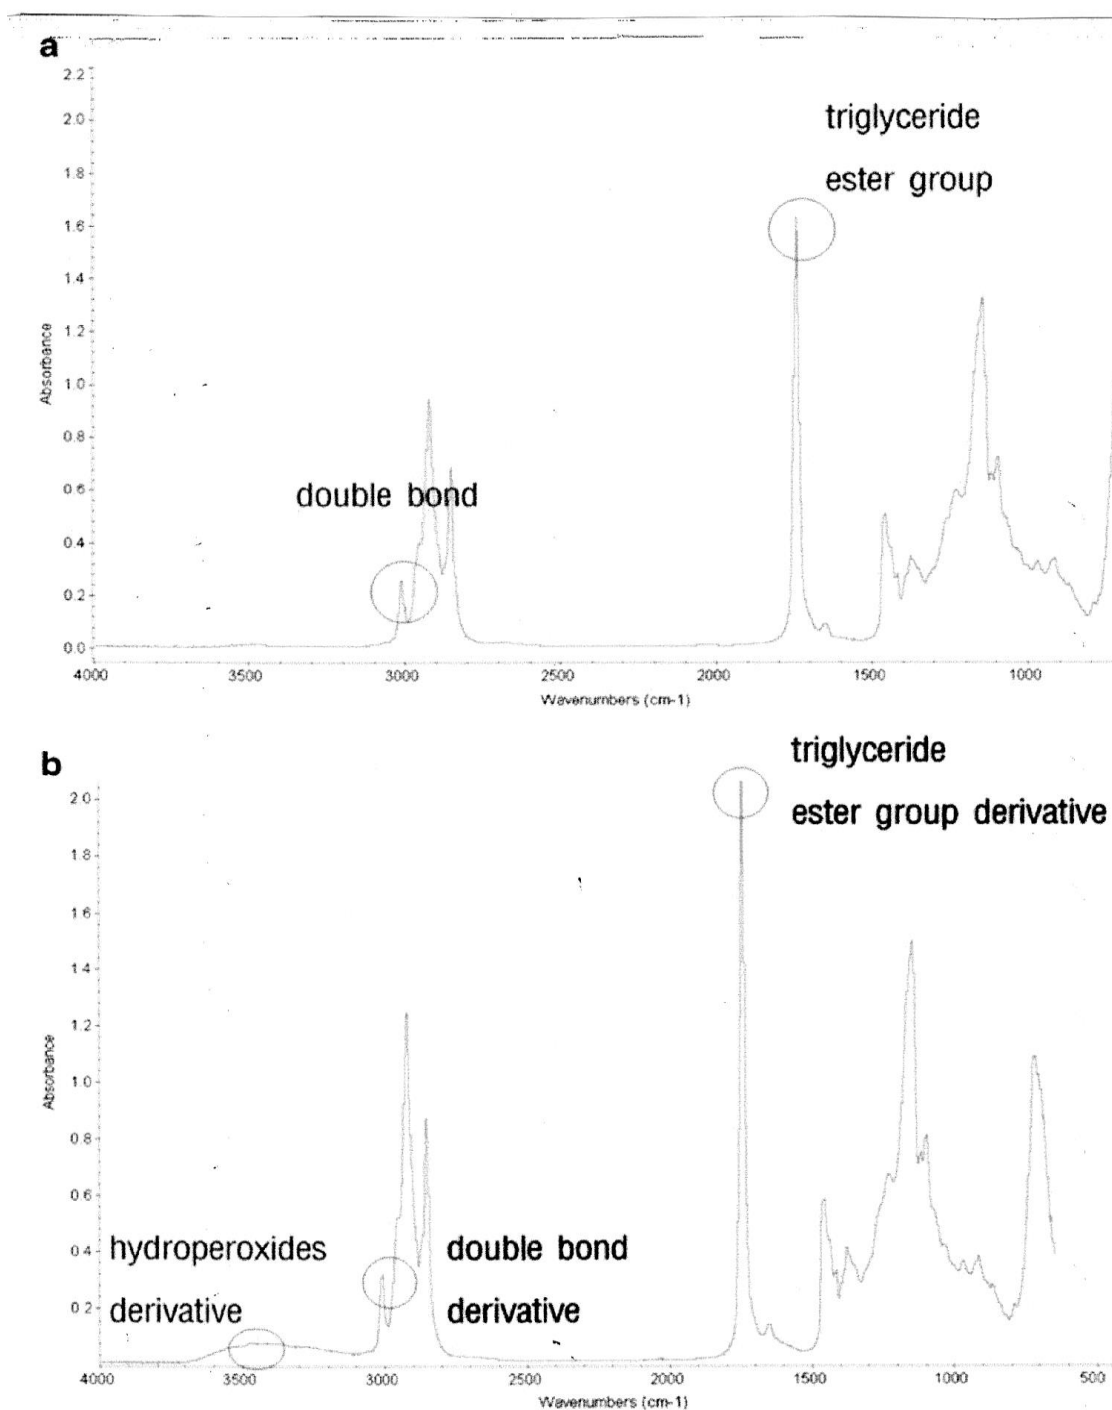 a
2.2
2.0
triglyceride
1.8
ester group
1.6
1.4
1.2
Absorbance
1.0
0.8
double bond
0.6
0.4
0.2
0.0
4000 3500 3000 2500 2000 1500 1000
Wavenumbers (cm-1)
b
triglyceride
2.0
ester group derivative
1.8
1.6
1.4
1.2
Absorbance
1.0
0.8
0.6
hydroperoxides
0.4
double bond
derivative
0.2
derivative
4000 3500 3000 2500 2000 1500 1000 500
Wavenumbers (cm-1)